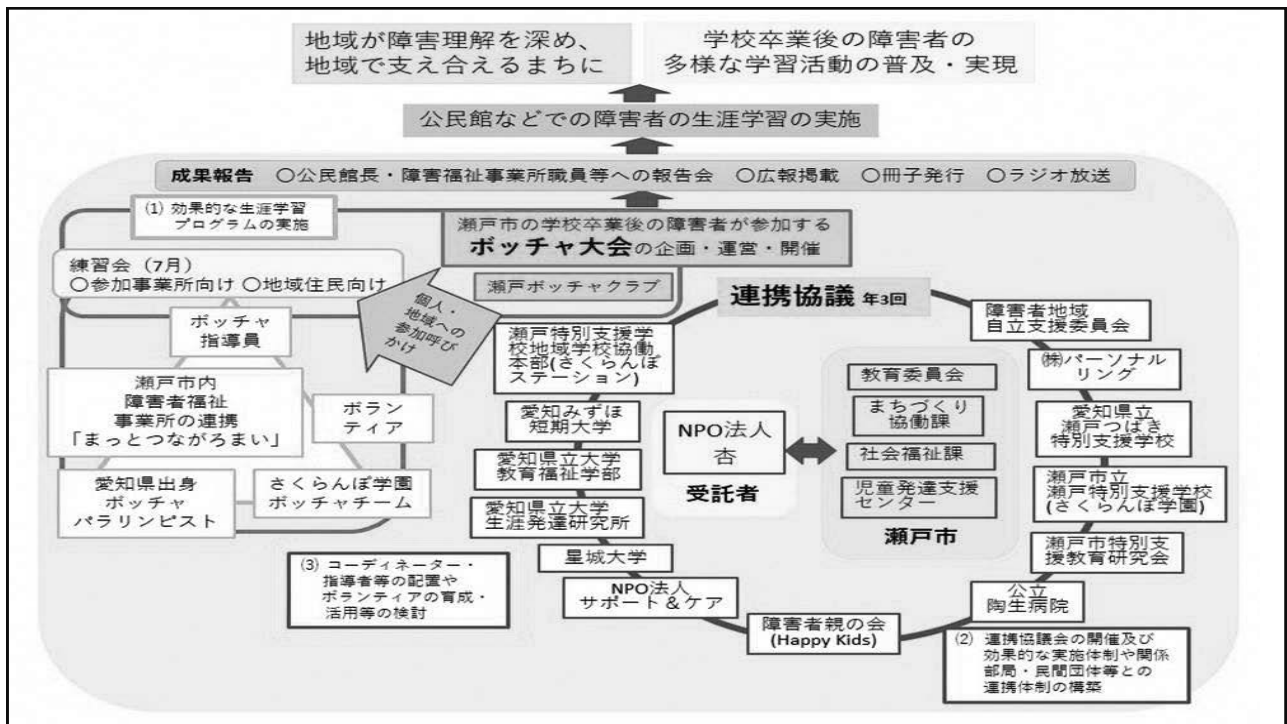 地域が障害理解を深め、
地域で支え合えるまちに
学校卒業後の障害者の
多様な学習活動の普及・実現
公民館などでの障害者の生涯学習の実施
成果報告 ○公民館長・障害福祉事業所職員等への報告会 ○広報掲載 ○冊子発行 ○ラジオ放送
(1) 効果的な生涯学習
プログラムの実施
瀬戸市の学校卒業後の障害者が参加する
ボッチャ大会の企画・運営・開催
瀬戸ボッチャクラブ
練習会(7月)
○参加事業所向け ○地域住民向け
個人・
地域への
参加呼び
かけ
ボッチャ
指導員
瀬戸市内
障害者福祉
事業所の連携
「まっとつながろまい」
ボラン
ティア
愛知県出身
ボッチャ
パラリンピスト
さくらんぼ学園
ボッチャチーム
連携協議 年3回
瀬戸特別支援学
校地域学校協働
本部(さくらんぼ
ステーション)
愛知みずほ
短期大学
愛知県立大学
教育福祉学部
愛知県立大学
生涯発達研究所
星城大学
NPO法人
サポート&ケア
障害者親の会
(Happy Kids)
公立
陶生病院
瀬戸市特別支
援教育研究会
瀬戸市立
瀬戸特別支援学校
(さくらんぼ学園)
愛知県立
瀬戸つばき
特別支援学校
㈱パーソナル
リング
障害者地域
自立支援委員会
NPO法人
杏
受託者
教育委員会
まちづくり
協働課
社会福祉課
児童発達支援
センター
瀬戸市
(3) コーディネーター・
指導者等の配置や
ボランティアの育成・
活用等の検討
(2) 連携協議会の開催及び
効果的な実施体制や関係
部局・民間団体等との
連携体制の構築